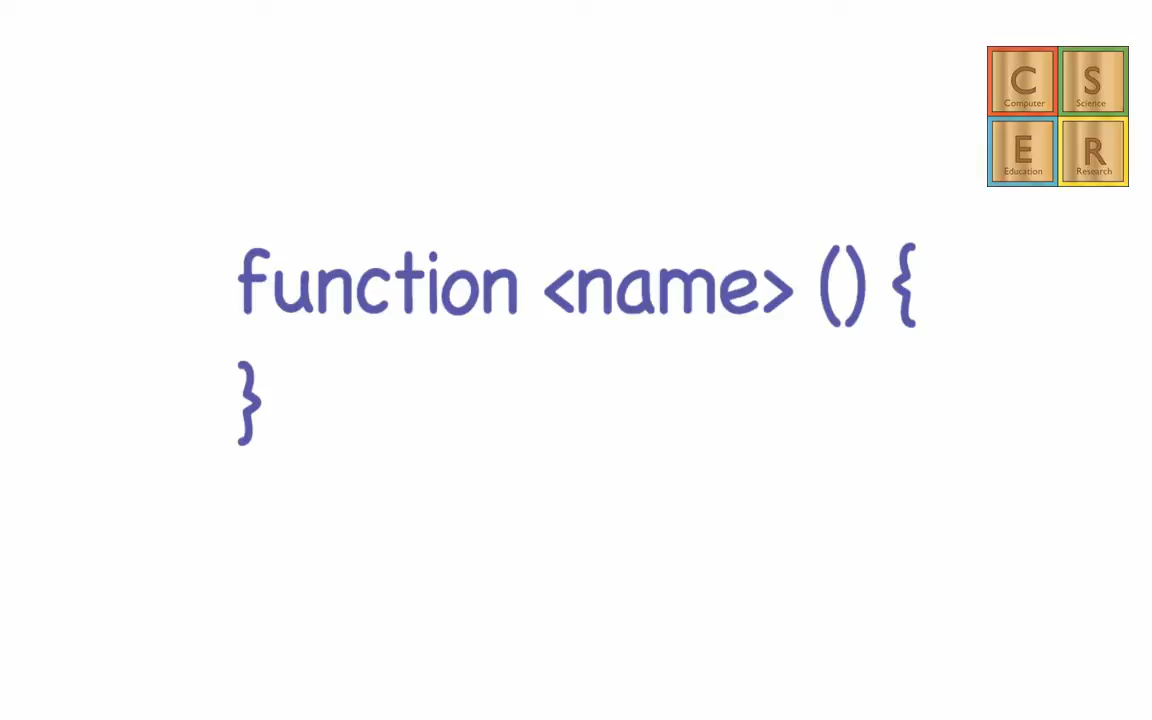 C
Computer
S
Science
E
Education
R
Research
function <name> () {
}